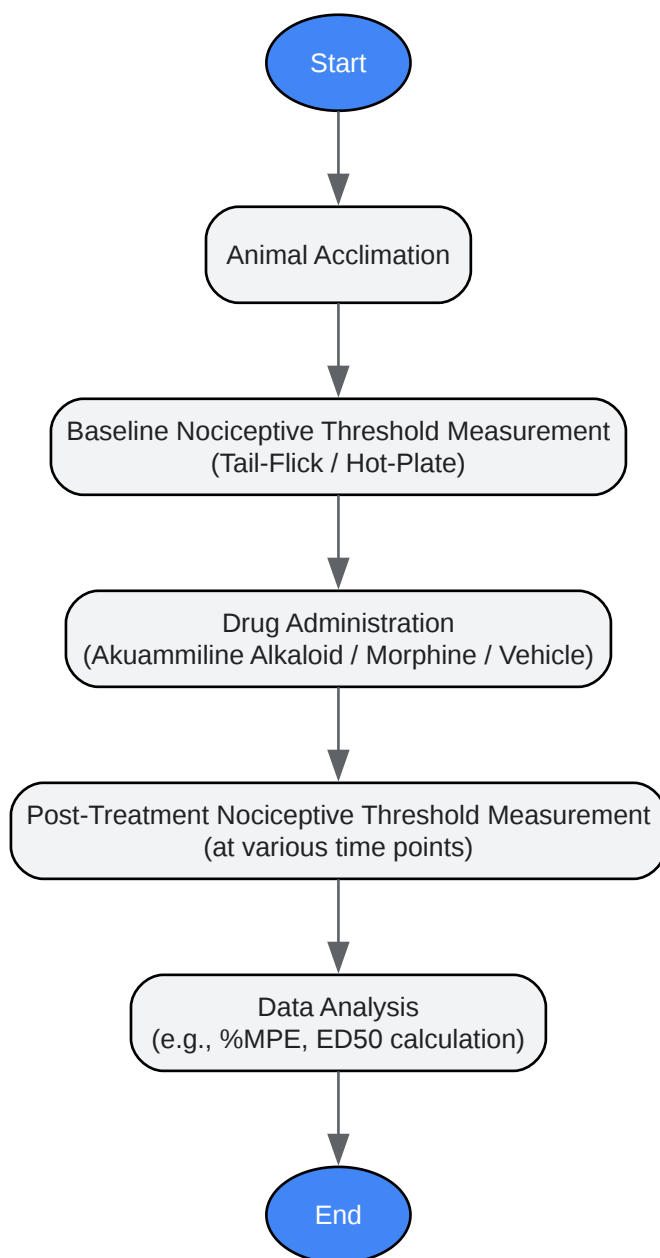 Start
Animal Acclimation
Baseline Nociceptive Threshold Measurement
(Tail-Flick / Hot-Plate)
Drug Administration
(Akuammiline Alkaloid / Morphine / Vehicle)
Post-Treatment Nociceptive Threshold Measurement
(at various time points)
Data Analysis
(e.g., %MPE, ED50 calculation)
End